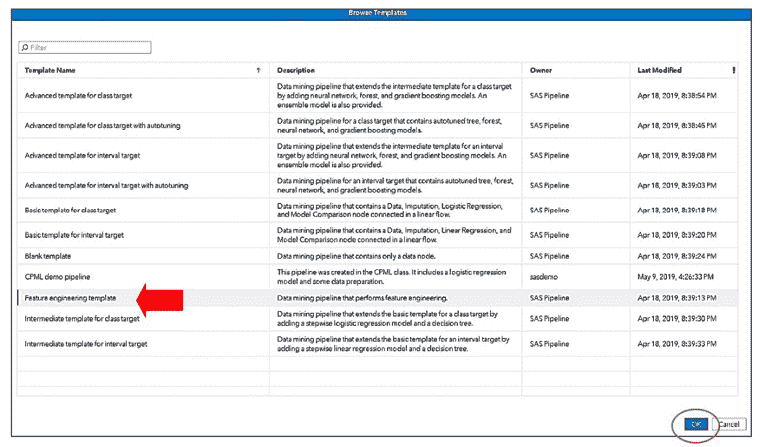 Browse Templates
Filter
Template Name Description Owner Last Modified
Advanced template for class target Data mining pipeline that extends the intermediate template for a class target by adding neural network, forest, and gradient boosting models. An ensemble model is also provided. SAS Pipeline Apr 18, 2019, 8:38:54 PM
Advanced template for class target with autotuning Data mining pipeline for a class target that contains autotuned tree, forest, neural network, and gradient boosting models. SAS Pipeline Apr 18, 2019, 8:38:45 PM
Advanced template for interval target Data mining pipeline that extends the intermediate template for an interval target by adding neural network, forest, and gradient boosting models. An ensemble model is also provided. SAS Pipeline Apr 18, 2019, 8:39:08 PM
Advanced template for interval target with autotuning Data mining pipeline for an interval target that contains autotuned tree, forest, neural network, and gradient boosting models. SAS Pipeline Apr 18, 2019, 8:39:03 PM
Basic template for class target Data mining pipeline that contains a Data, Imputation, Logistic Regression, and Model Comparison node connected in a linear flow. SAS Pipeline Apr 18, 2019, 8:39:18 PM
Basic template for interval target Data mining pipeline that contains a Data, Imputation, Linear Regression, and Model Comparison node connected in a linear flow. SAS Pipeline Apr 18, 2019, 8:39:20 PM
Blank template Data mining pipeline that contains only a data node. SAS Pipeline Apr 18, 2019, 8:39:24 PM
CPML demo pipeline This pipeline was created in the CPML class. It includes a logistic regression model and some data preparation. sasdemo May 9, 2019, 4:26:33 PM
Feature engineering template Data mining pipeline that performs feature engineering. SAS Pipeline Apr 18, 2019, 8:39:13 PM
Intermediate template for class target Data mining pipeline that extends the basic template for a class target by adding a stepwise logistic regression model and a decision tree. SAS Pipeline Apr 18, 2019, 8:39:30 PM
Intermediate template for interval target Data mining pipeline that extends the basic template for an interval target by adding a stepwise linear regression model and a decision tree. SAS Pipeline Apr 18, 2019, 8:39:33 PM
OK Cancel